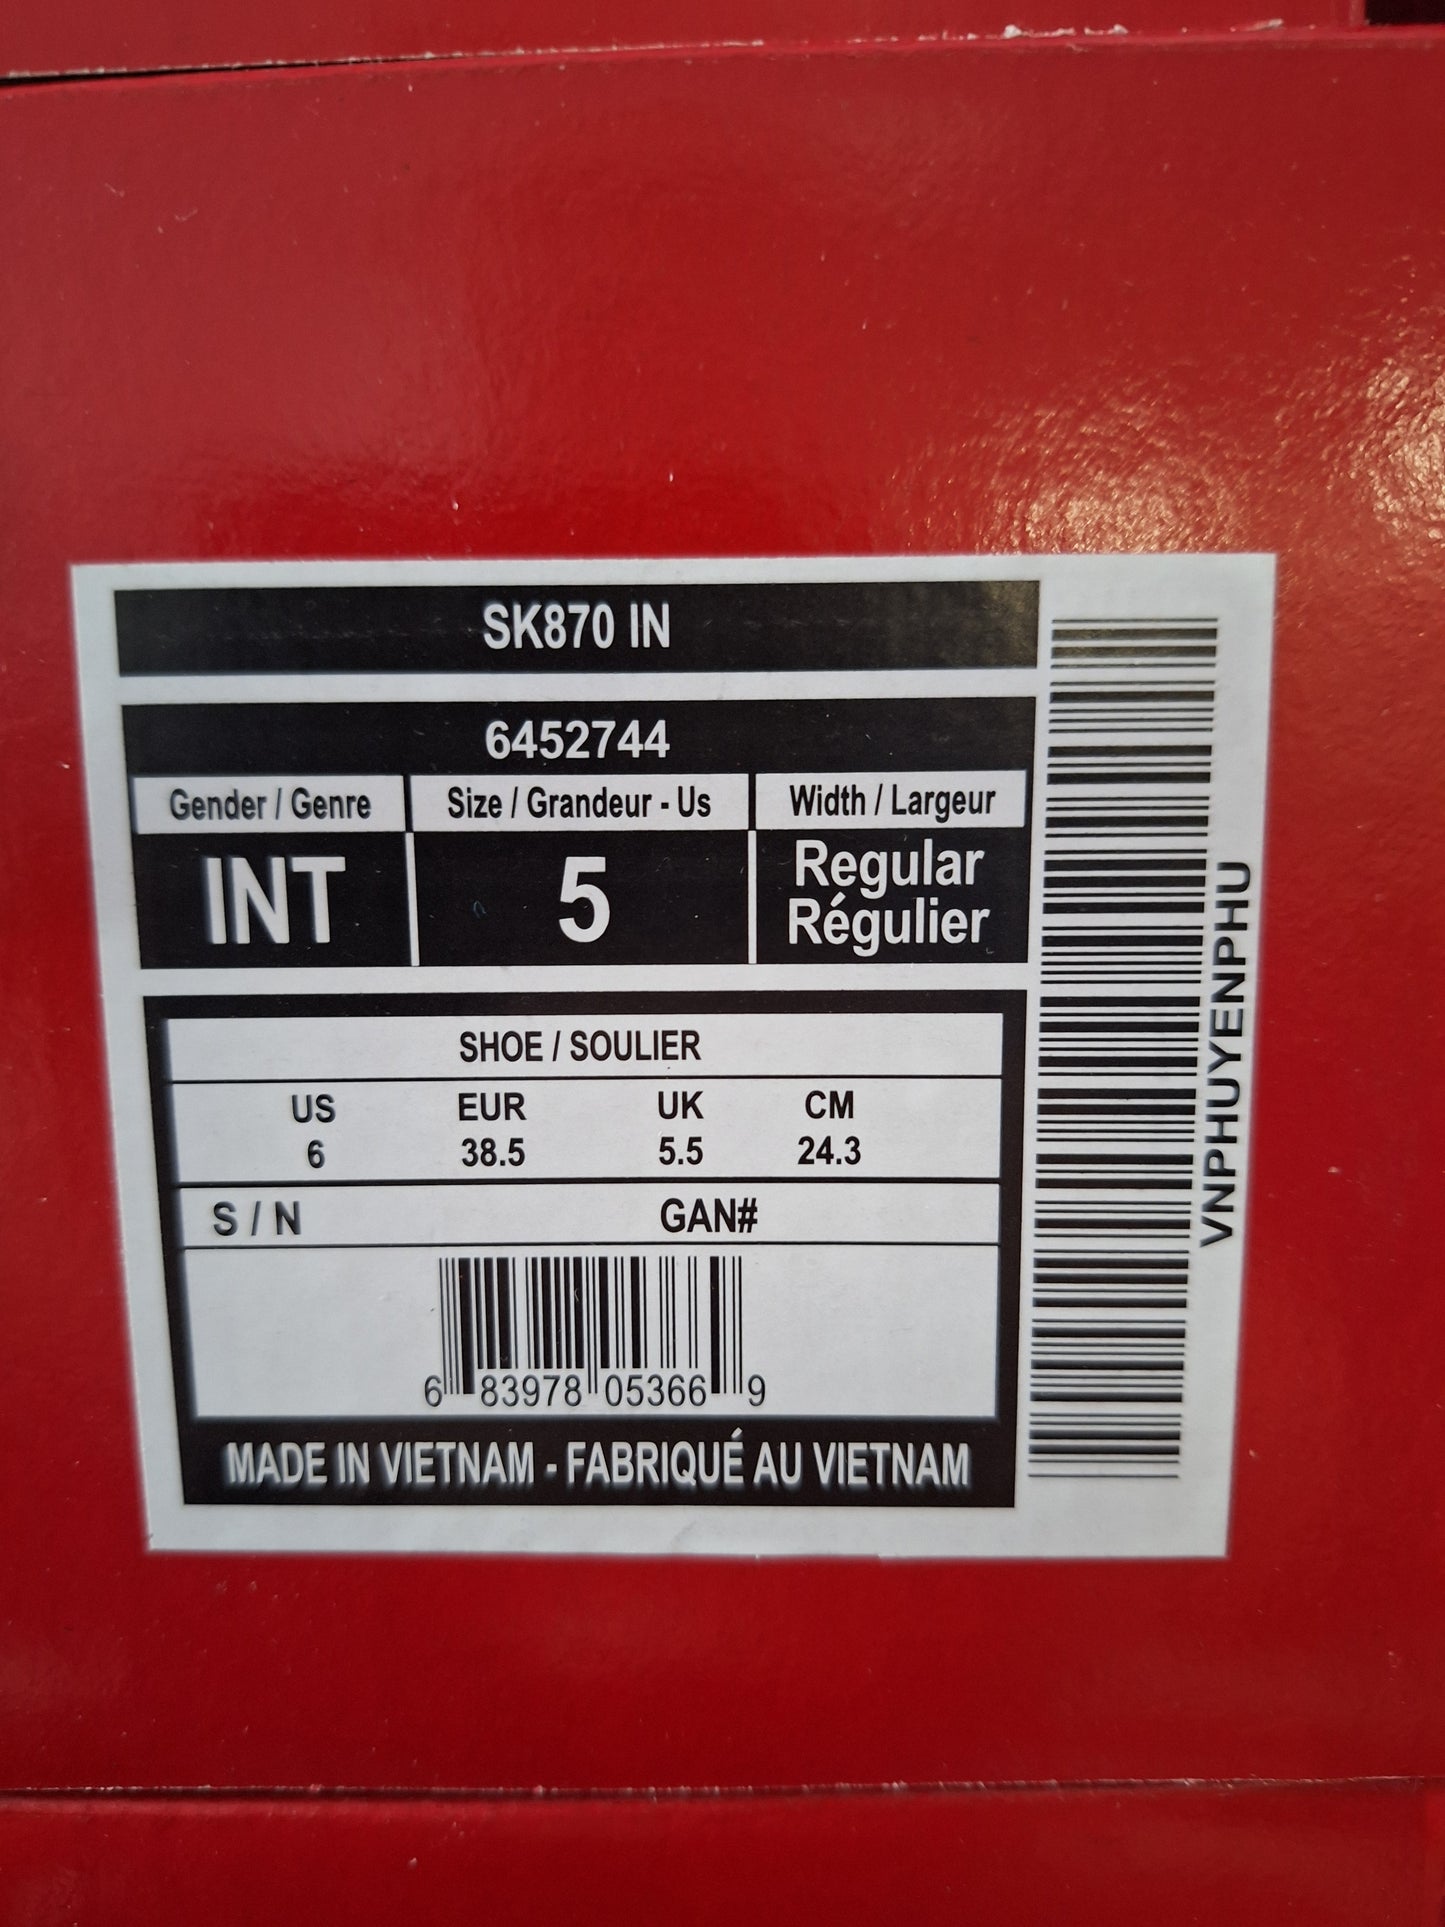 SK870 IN
6452744
Gender / Genre Size / Grandeur - Us Width / Largeur
INT 5 Regular
Régulier
SHOE / SOULIER
US EUR UK CM
6 38.5 5.5 24.3
S / N GAN#
6 83978 05366 9
MADE IN VIETNAM - FABRIQUÉ AU VIETNAM
VNPHUYENPHU